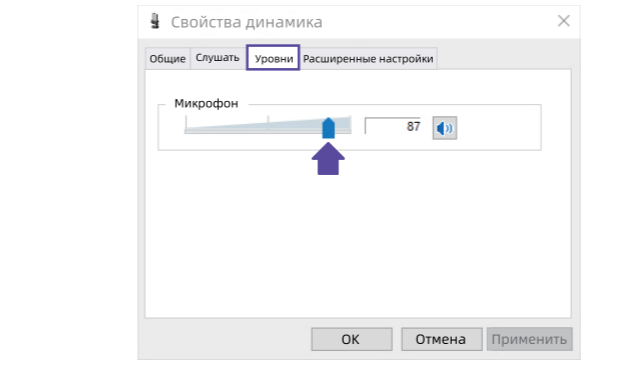 Свойства динамика
Общие Слушать Уровни Расширенные настройки
Микрофон
87
OK Отмена Применить